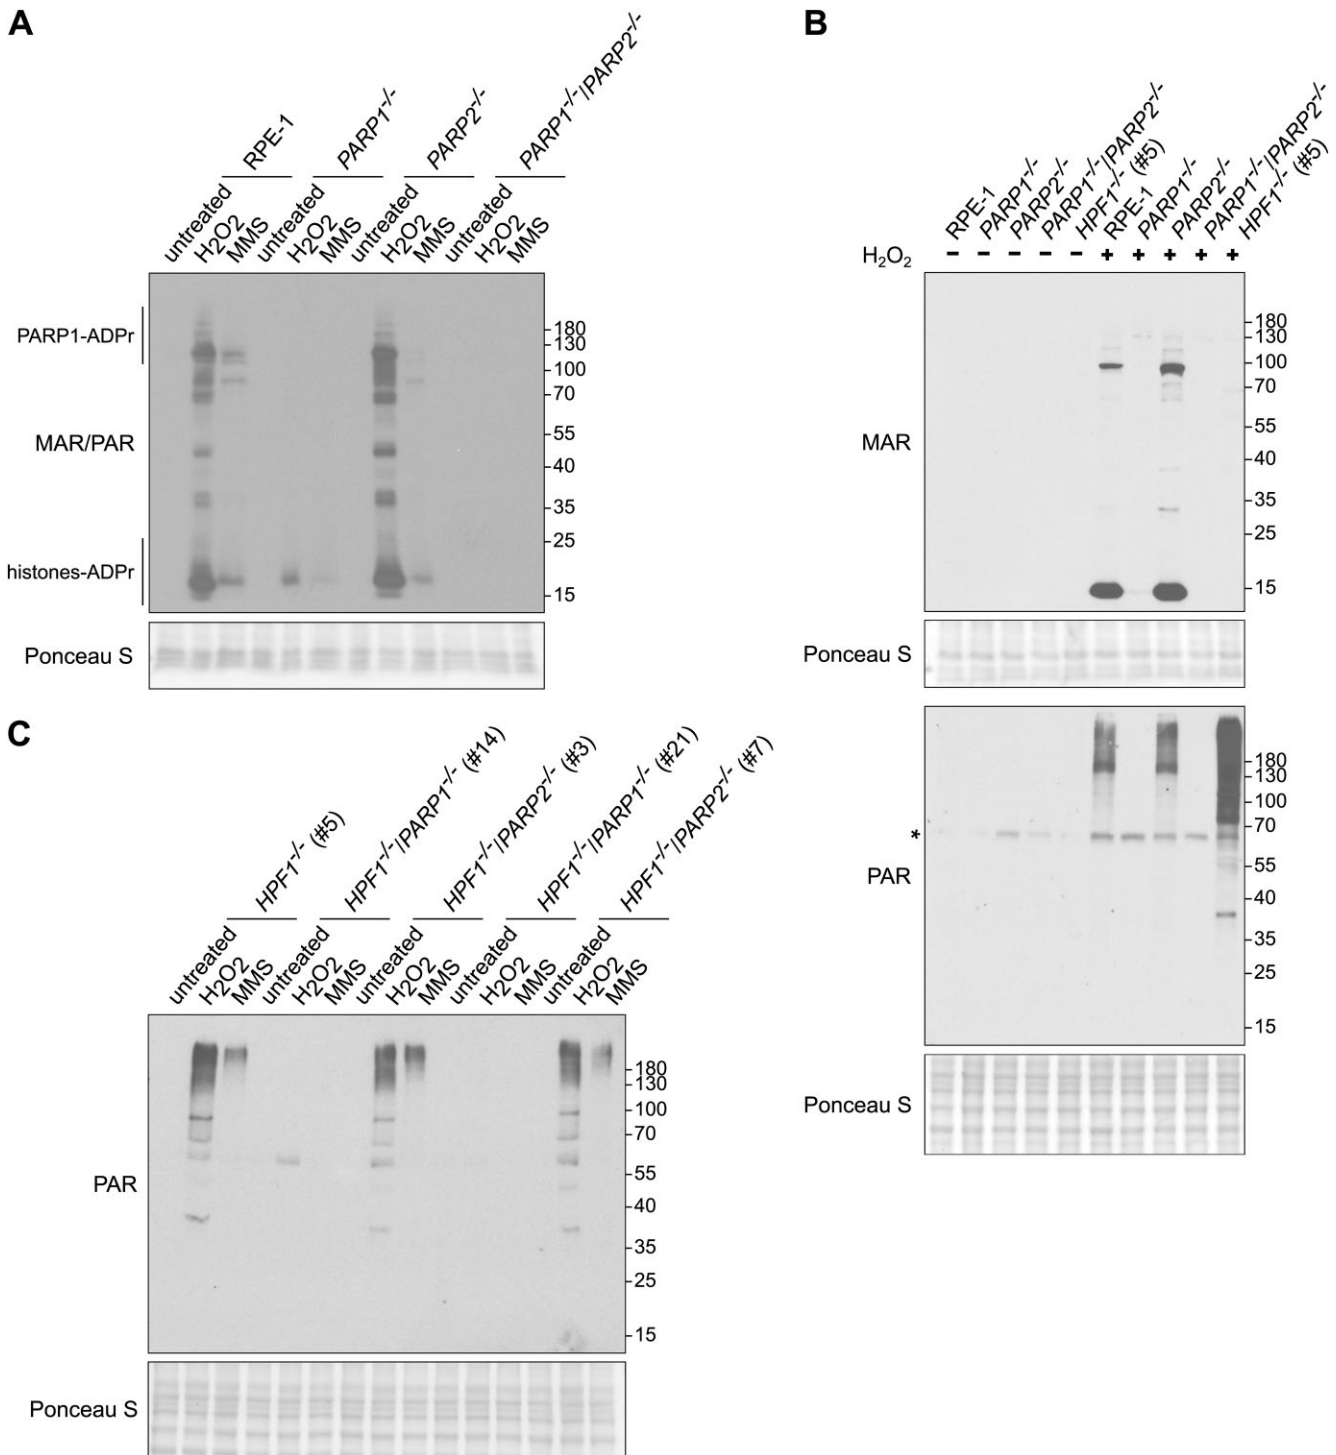 A
RPE-1
PARP1-/-
PARP2-/-
PARP1-/-/PARP2-/-
untreated
H2O2
MMS
untreated
H2O2
MMS
untreated
H2O2
MMS
untreated
H2O2
MMS
PARP1-ADPr
MAR/PAR
histones-ADPr
180
130
100
70
55
40
35
25
15
Ponceau S
B
RPE-1
PARP1-/-
PARP2-/-
PARP1-/-/PARP2-/-
HPF1-/- (#5)
RPE-1
PARP1-/-
PARP2-/-
PARP1-/-/PARP2-/-
HPF1-/- (#5)
H2O2 - - - - - + + + + +
MAR
180
130
100
70
55
40
35
25
15
Ponceau S
*
PAR
180
130
100
70
55
40
35
25
15
Ponceau S
C
HPF1-/- (#5)
HPF1-/-/PARP1-/- (#14)
HPF1-/-/PARP2-/- (#3)
HPF1-/-/PARP1-/- (#21)
HPF1-/-/PARP2-/- (#7)
untreated
H2O2
MMS
untreated
H2O2
MMS
untreated
H2O2
MMS
untreated
H2O2
MMS
untreated
H2O2
MMS
PAR
180
130
100
70
55
40
35
25
15
Ponceau S